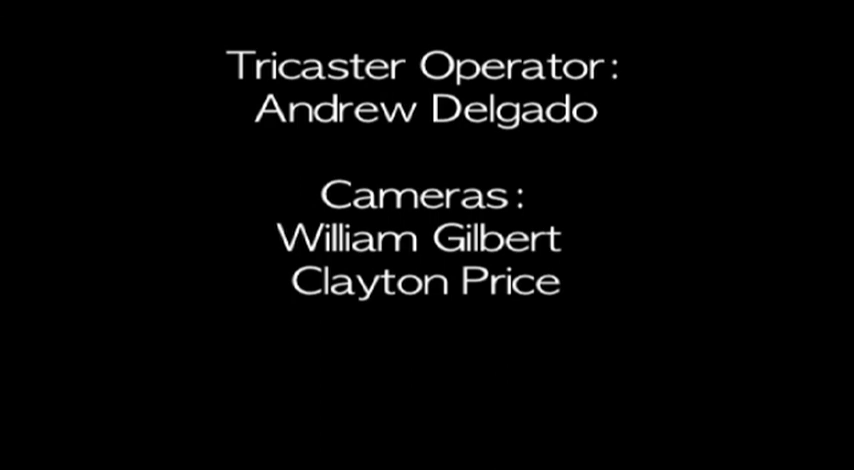 Tricaster Operator:
Andrew Delgado
Cameras:
William Gilbert
Clayton Price